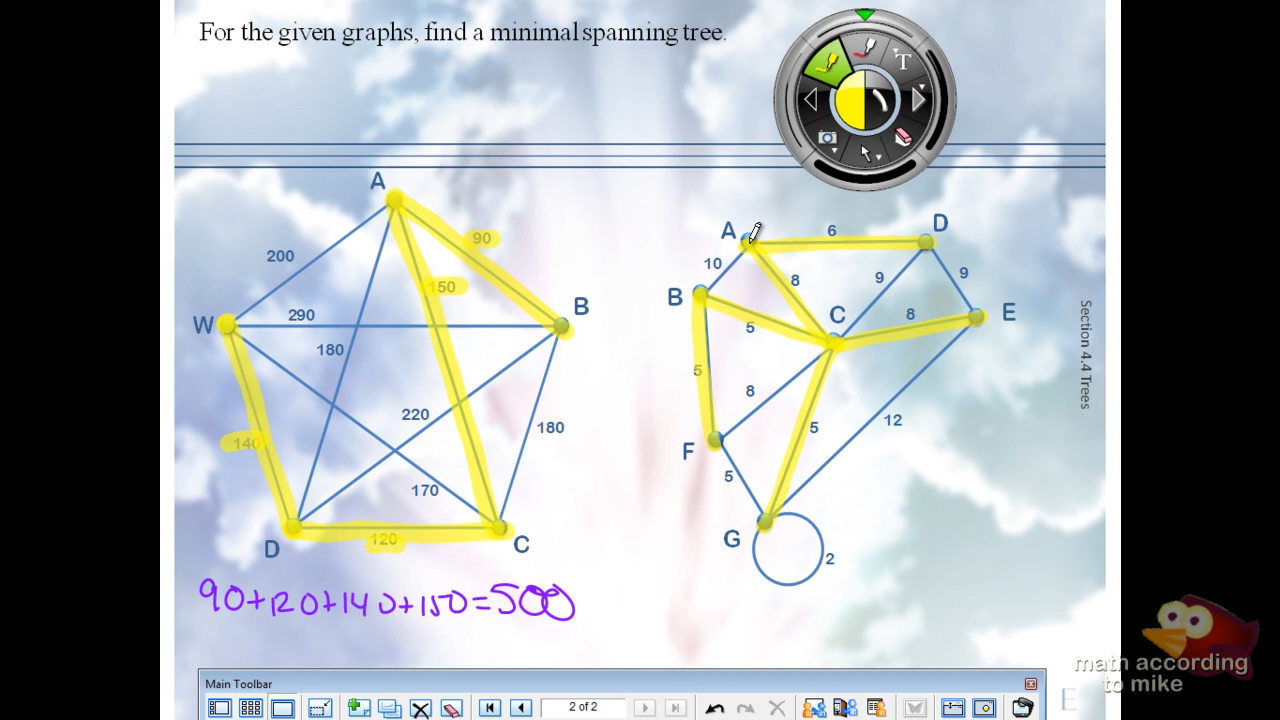 For the given graphs, find a minimal spanning tree.
T
A
90
200
150
W
290
B
180
220
180
140
170
D
120
C
90+120+140+150=500
A
6
D
10
8
9
9
B
C
E
5
8
5
8
F
5
12
5
G
2
Section 4.4 Trees
math according
to mike
Main Toolbar
2 of 2
E